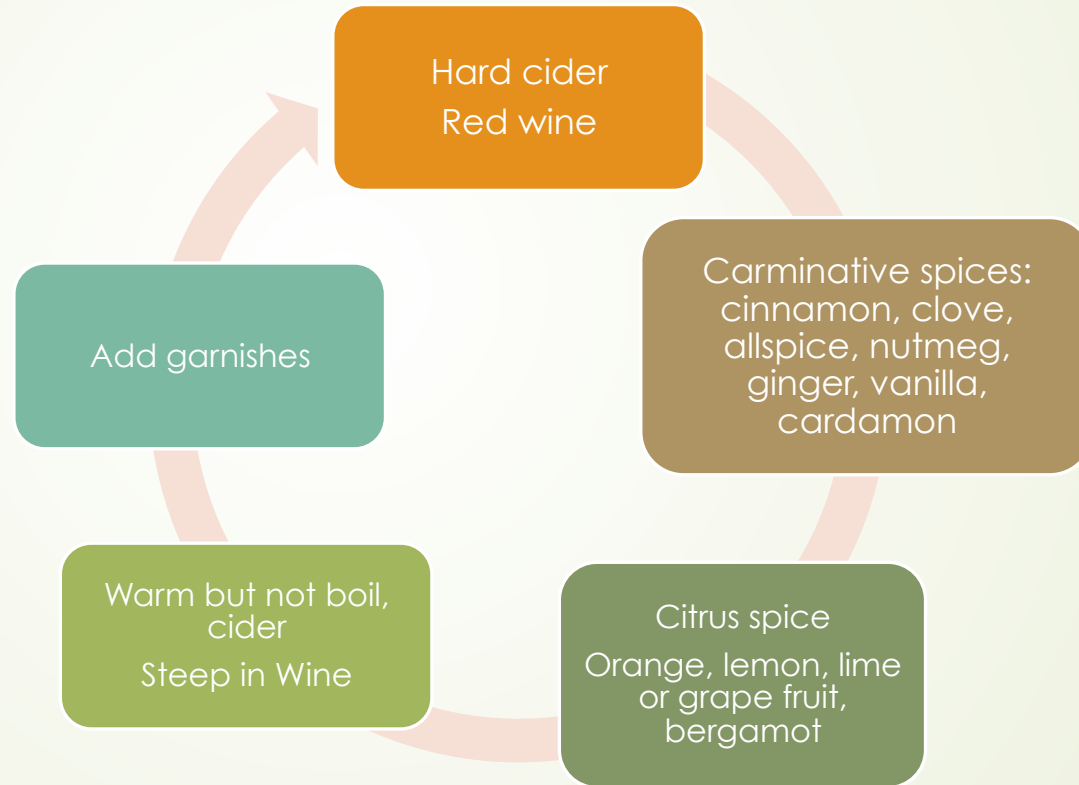 Hard cider
Red wine
Carminative spices:
cinnamon, clove,
allspice, nutmeg,
ginger, vanilla,
cardamon
Citrus spice
Orange, lemon, lime
or grape fruit,
bergamot
Warm but not boil,
cider
Steep in Wine
Add garnishes